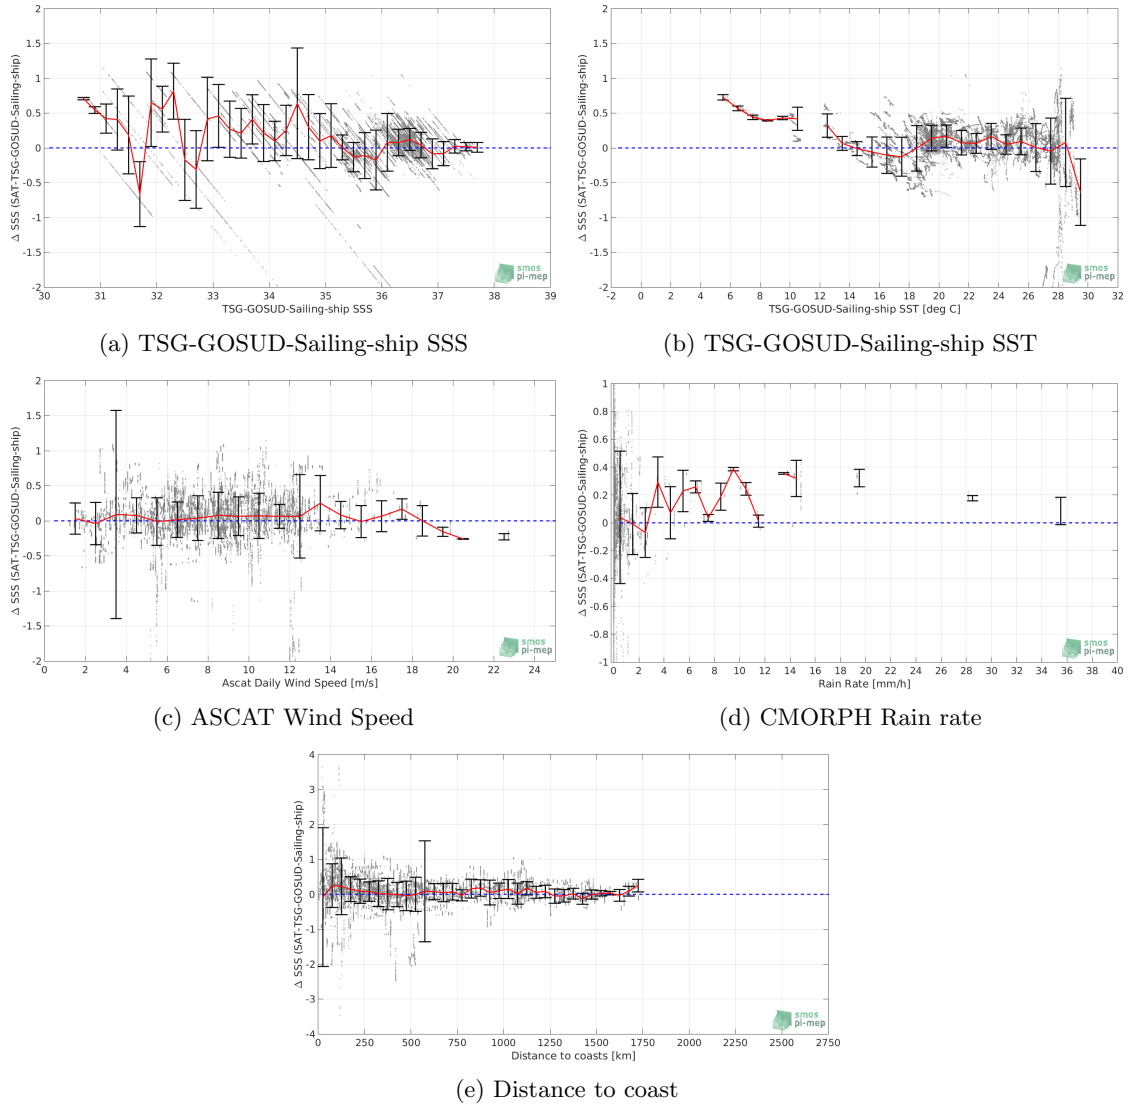 Δ SSS (SAT-TSG-GOSUD-Sailing-ship)
2
1.5
1
0.5
0
-0.5
-1
-1.5
-2
30 31 32 33 34 35 36 37 38 39
TSG-GOSUD-Sailing-ship SSS
smos
pi-mep
(a) TSG-GOSUD-Sailing-ship SSS
Δ SSS (SAT-TSG-GOSUD-Sailing-ship)
2
1.5
1
0.5
0
-0.5
-1
-1.5
-2
-2 0 2 4 6 8 10 12 14 16 18 20 22 24 26 28 30 32
TSG-GOSUD-Sailing-ship SST [deg C]
smos
pi-mep
(b) TSG-GOSUD-Sailing-ship SST
Δ SSS (SAT-TSG-GOSUD-Sailing-ship)
2
1.5
1
0.5
0
-0.5
-1
-1.5
-2
0 2 4 6 8 10 12 14 16 18 20 22 24
Ascat Daily Wind Speed [m/s]
smos
pi-mep
(c) ASCAT Wind Speed
Δ SSS (SAT-TSG-GOSUD-Sailing-ship)
1
0.8
0.6
0.4
0.2
0
-0.2
-0.4
-0.6
-0.8
-1
0 2 4 6 8 10 12 14 16 18 20 22 24 26 28 30 32 34 36 38 40
Rain Rate [mm/h]
smos
pi-mep
(d) CMORPH Rain rate
Δ SSS (SAT-TSG-GOSUD-Sailing-ship)
4
3
2
1
0
-1
-2
-3
-4
0 250 500 750 1000 1250 1500 1750 2000 2250 2500 2750
Distance to coasts [km]
smos
pi-mep
(e) Distance to coast